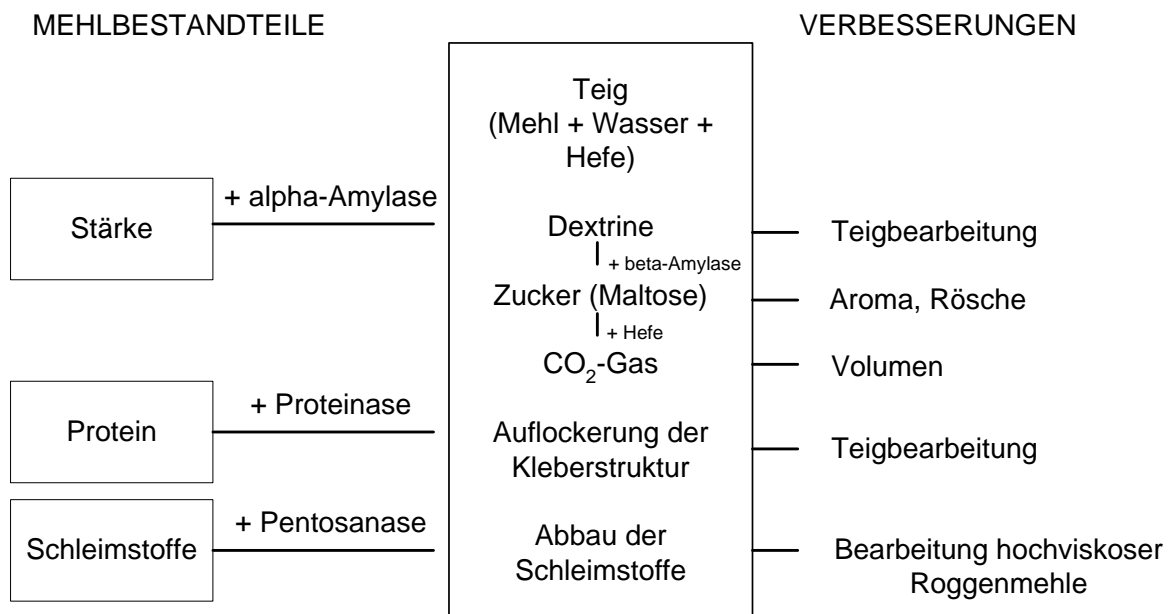 MEHLBESTANDTEILE
VERBESSERUNGEN
Teig
(Mehl + Wasser +
Hefe)
Stärke
+ alpha-Amylase
Dextrine
Teigbearbeitung
+ beta-Amylase
Zucker (Maltose)
Aroma, Rösche
+ Hefe
CO₂-Gas
Volumen
Protein
+ Proteinase
Auflockerung der
Kleberstruktur
Teigbearbeitung
Schleimstoffe
+ Pentosanase
Abbau der
Schleimstoffe
Bearbeitung hochviskoser
Roggenmehle